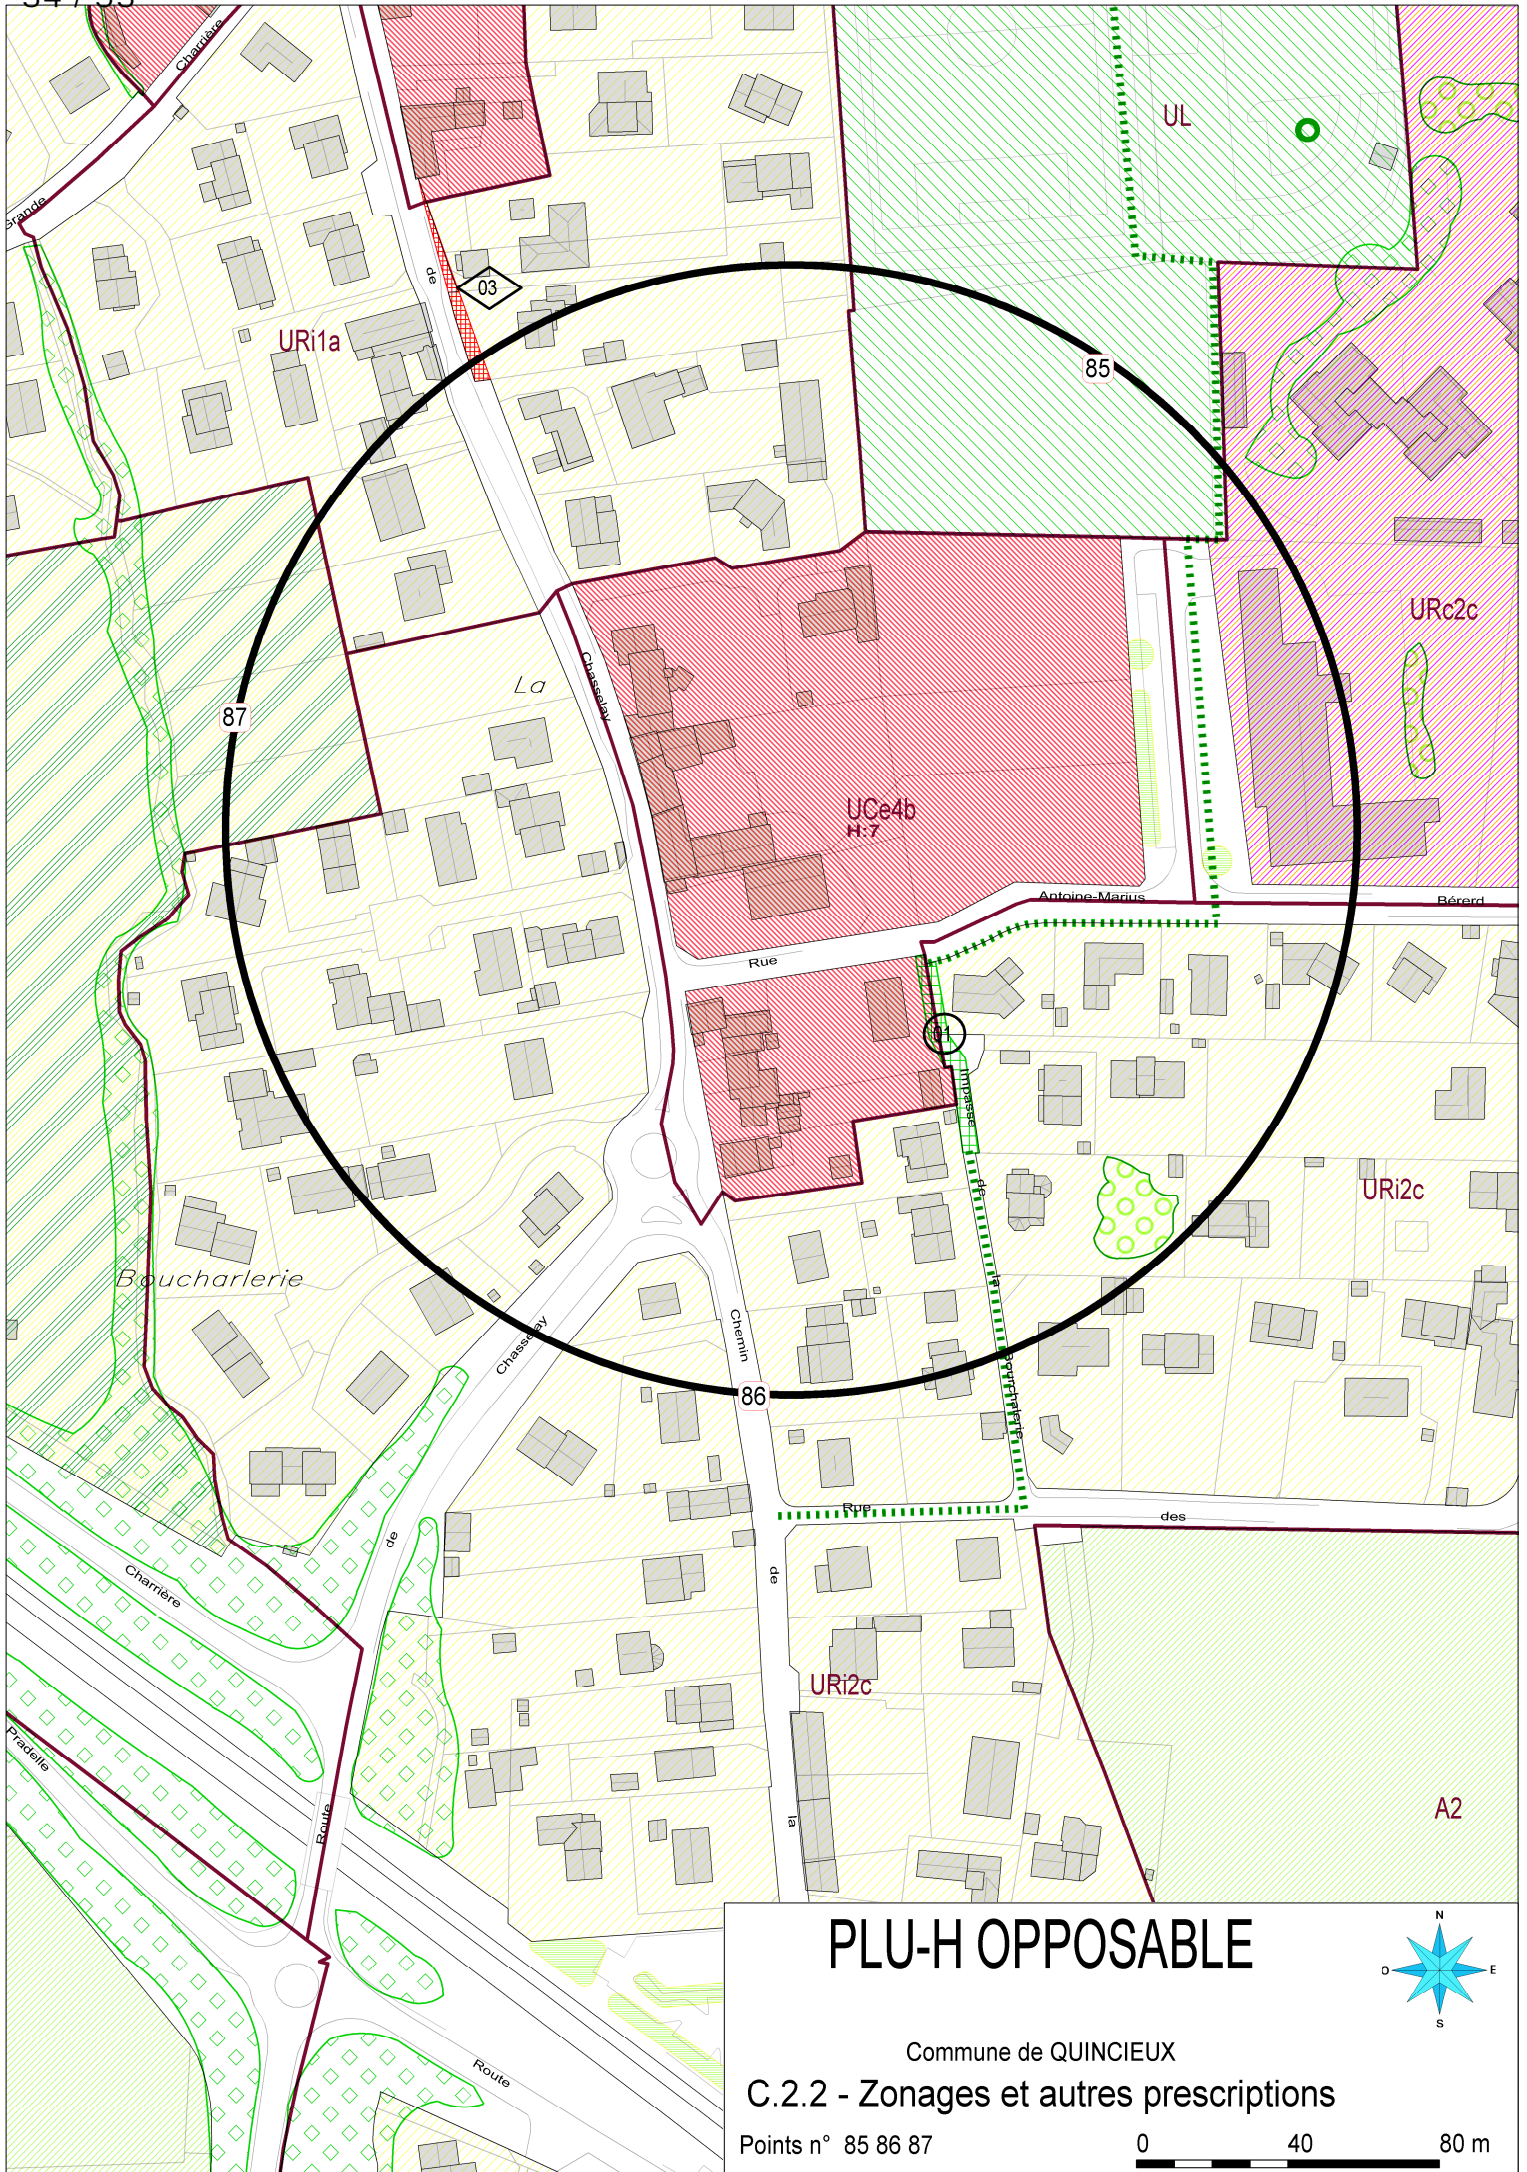 Charrière
Grande
UL
de
03
URi1a
85
URc2c
La
Chasselay
87
UCe4b
H:7
Antoine-Marius
Bérerd
Rue
01
Impasse
de
URi2c
Boucharlerie
la
Chasselay
Chemin
Bourchalerie
86
Rue
des
de
Charrière
de
URi2c
Pradelle
Route
la
A2
Route
PLU-H OPPOSABLE
N
O
E
S
Commune de QUINCIEUX
C.2.2 - Zonages et autres prescriptions
Points n° 85 86 87
0 40 80 m